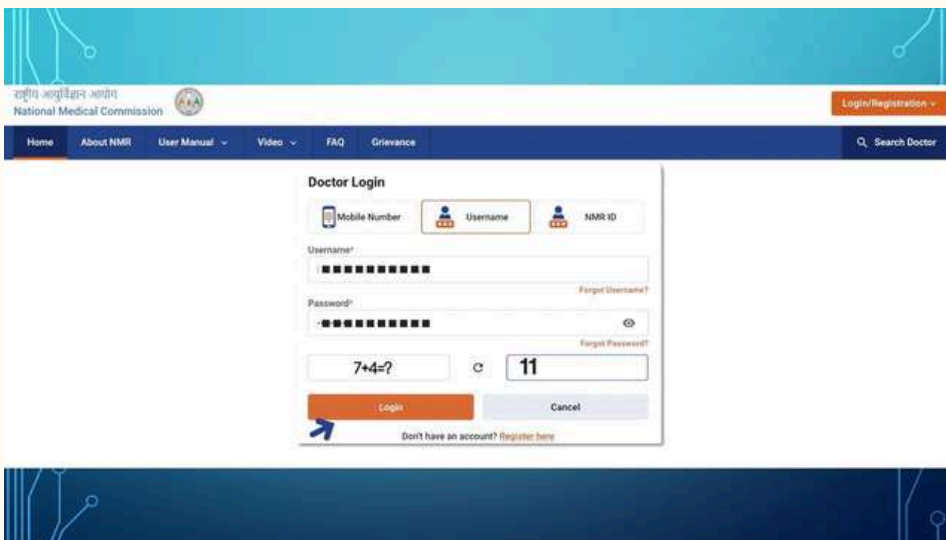 राष्ट्रीय आयुर्विज्ञान आयोग
National Medical Commission
Login/Registration
Home About NMR User Manual Video FAQ Grievance Search Doctor
Doctor Login
Mobile Number Username NMR ID
Username*
Forgot Username?
Password*
Forgot Password?
7+4=? 11
Login Cancel
Don't have an account? Register here